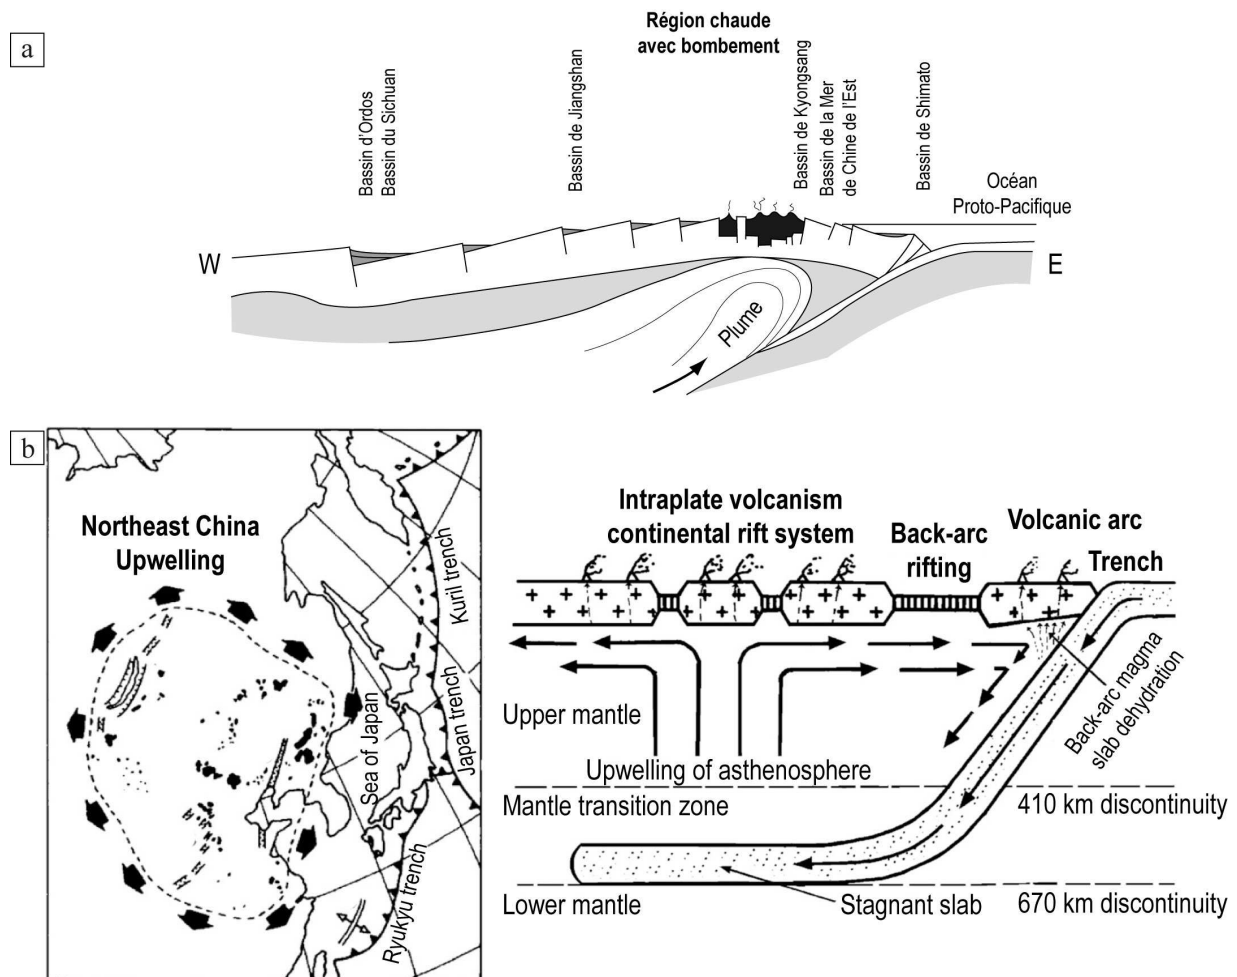 a
Région chaude
avec bombement
Bassin d'Ordos
Bassin du Sichuan
Bassin de Jiangshan
Bassin de Kyongsang
Bassin de la Mer
de Chine de l'Est
Bassin de Shimato
Océan
Proto-Pacifique
W
E
Plume
b
Northeast China
Upwelling
Kuril trench
Japan trench
Sea of Japan
Ryukyu trench
Intraplate volcanism
continental rift system
Back-arc
rifting
Volcanic arc
Trench
Upper mantle
Back-arc magma
slab dehydration
Upwelling of asthenosphere
Mantle transition zone
410 km discontinuity
Lower mantle
Stagnant slab
670 km discontinuity